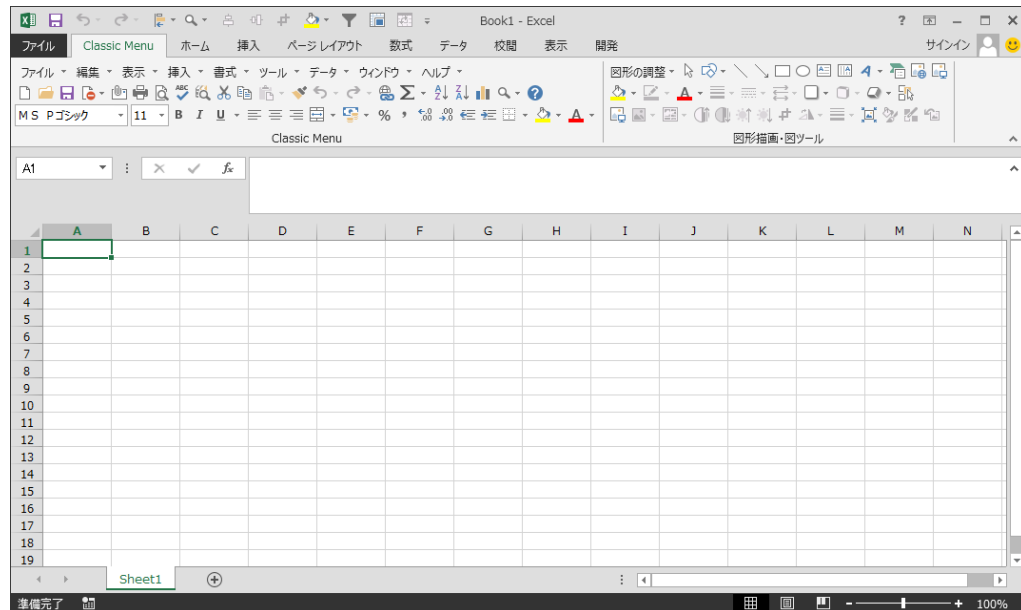 Book1 - Excel
ファイル Classic Menu ホーム 挿入 ページ レイアウト 数式 データ 校閲 表示 開発 サインイン
ファイル 編集 表示 挿入 書式 ツール データ ウィンドウ ヘルプ 図形の調整
ABC
MS Pゴシック 11 B I U % ,
Classic Menu 図形描画・図ツール
A1 fx
A B C D E F G H I J K L M N
1
2
3
4
5
6
7
8
9
10
11
12
13
14
15
16
17
18
19
Sheet1
準備完了 100%